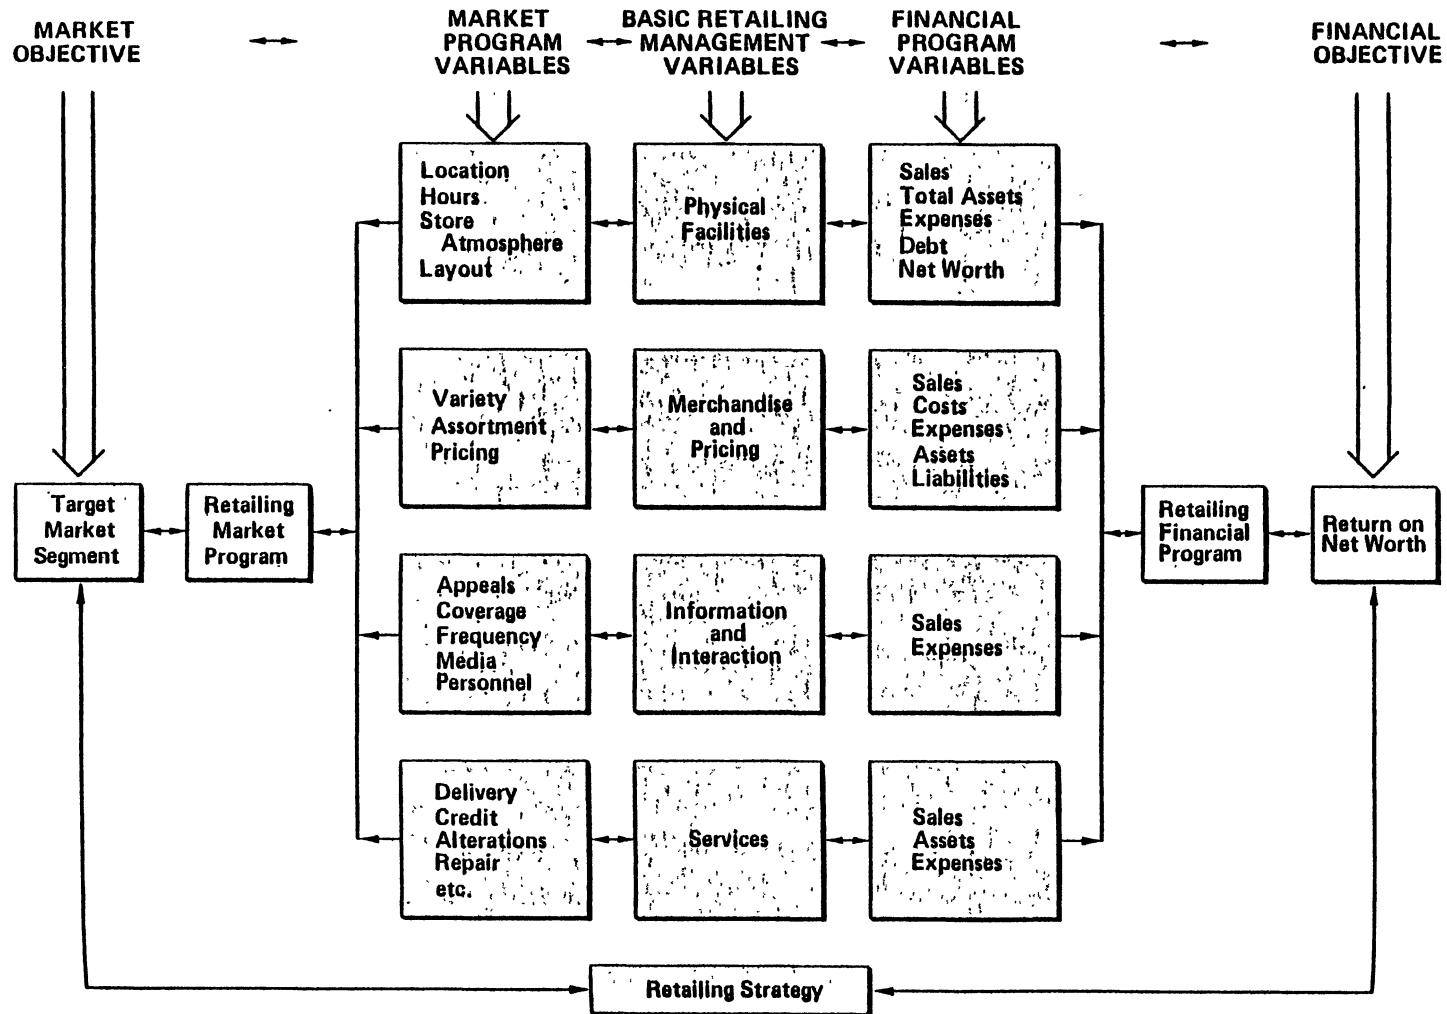 MARKET
OBJECTIVE
MARKET
PROGRAM
VARIABLES
BASIC RETAILING
MANAGEMENT
VARIABLES
FINANCIAL
PROGRAM
VARIABLES
FINANCIAL
OBJECTIVE
Location
Hours
Store
Atmosphere
Layout
Physical
Facilities
Sales
Total Assets
Expenses
Debt
Net Worth
Variety
Assortment
Pricing
Merchandise
and
Pricing
Sales
Costs
Expenses
Assets
Liabilities
Target
Market
Segment
Retailing
Market
Program
Retailing
Financial
Program
Return on
Net Worth
Appeals
Coverage
Frequency
Media
Personnel
Information
and
Interaction
Sales
Expenses
Delivery
Credit
Alterations
Repair
etc.
Services
Sales
Assets
Expenses
Retailing Strategy